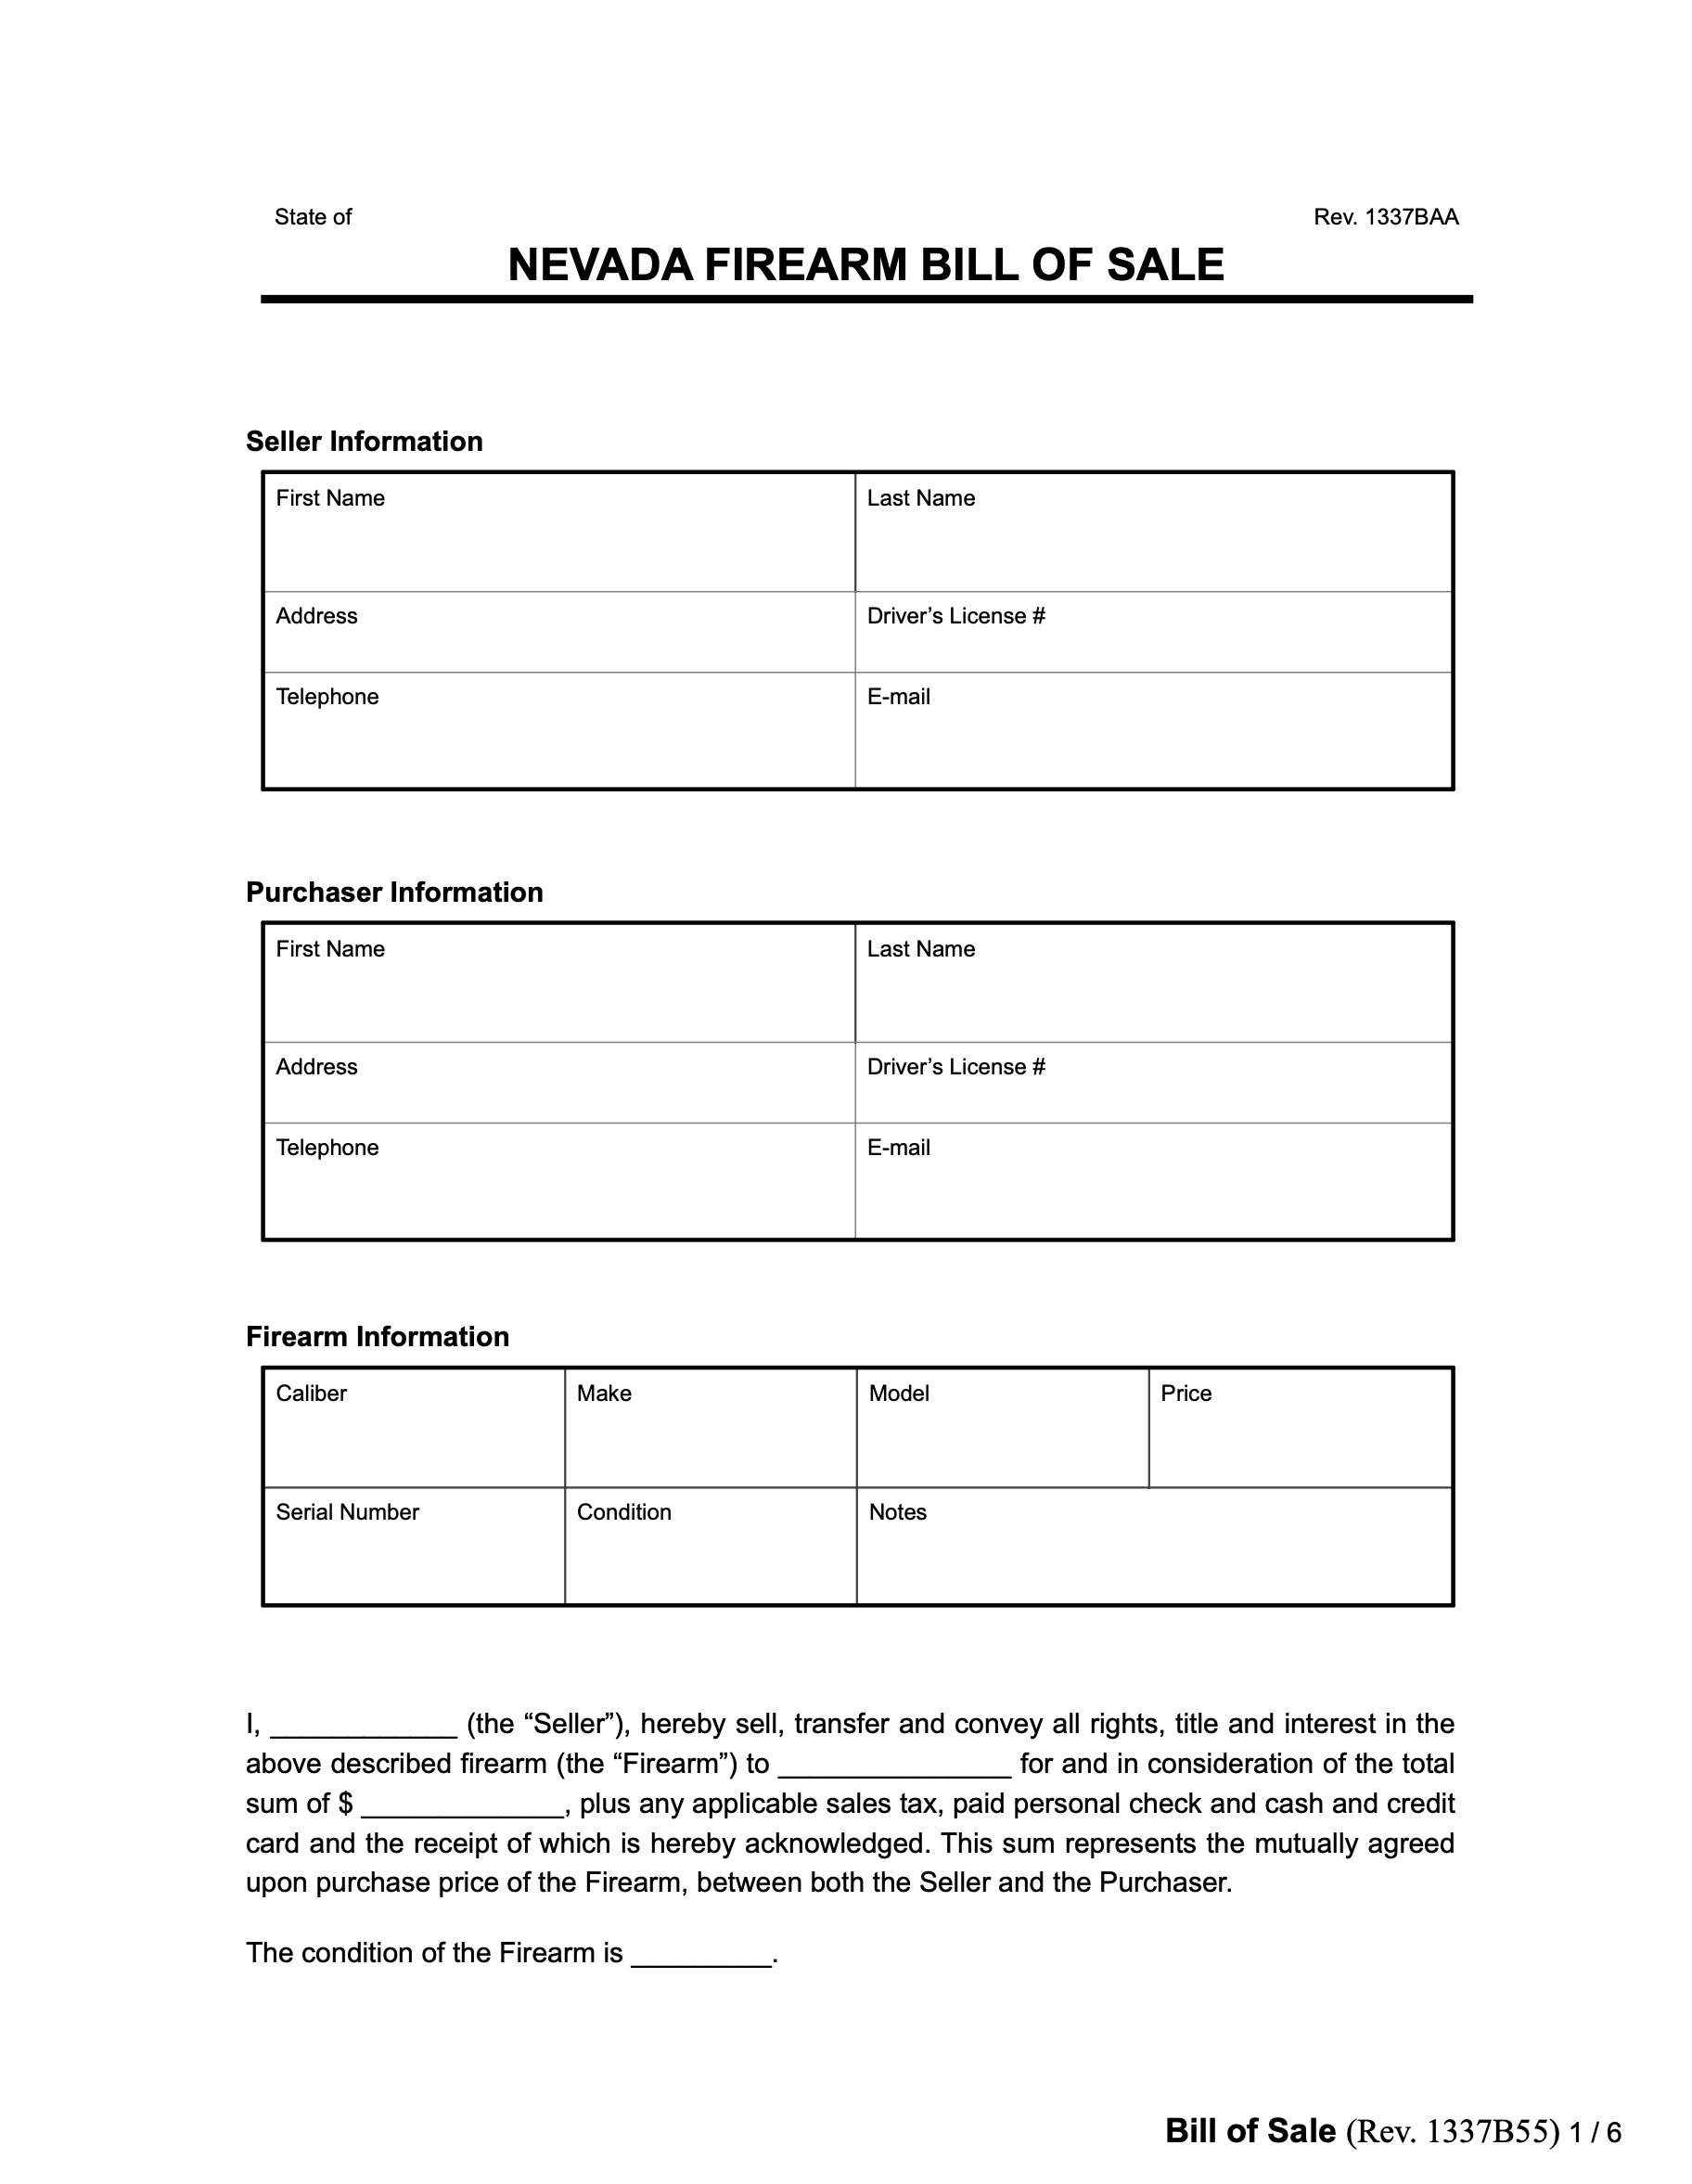 State of Rev. 1337BAA
NEVADA FIREARM BILL OF SALE
Seller Information
First Name Last Name
Address Driver’s License #
Telephone E-mail
Purchaser Information
First Name Last Name
Address Driver’s License #
Telephone E-mail
Firearm Information
Caliber Make Model Price
Serial Number Condition Notes
I, ____________ (the “Seller”), hereby sell, transfer and convey all rights, title and interest in the
above described firearm (the “Firearm”) to _______________ for and in consideration of the total
sum of $ _____________, plus any applicable sales tax, paid personal check and cash and credit
card and the receipt of which is hereby acknowledged. This sum represents the mutually agreed
upon purchase price of the Firearm, between both the Seller and the Purchaser.
The condition of the Firearm is _________.
Bill of Sale (Rev. 1337B55) 1 / 6